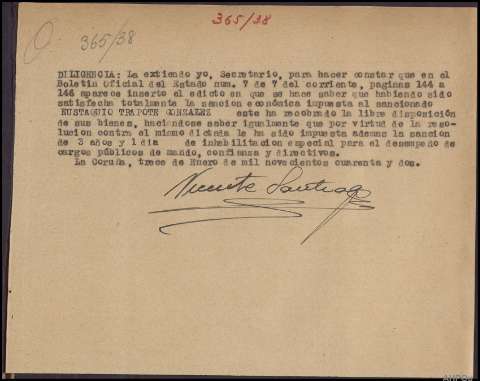 365/38
365/38
DILIGENCIA: La extiendo yo, Secretario, para hacer constar que en el
Boletin Oficial del Estado num. 7 de 7 del corriente, paginas 144 a
146 aparece inserto el edicto en que se hace saber que habiendo sido
satisfecha totalmente la sancion económica impuesta al sancionado
EUSTAQUIO TRAPOTE GONZALEZ este ha recobrado la libre disposición
de sus bienes, haciendose saber igualmente que por virtud de la reso-
lucion contra el mismo dictada le ha sido impuesta ademas la sancion
de 3 años y 1 dia de inhabilitacion especial para el desempeño de
cargos públicos de mando, confianza y directivos.
La Coruña, trece de Enero de mil novecientos cuarenta y dos.
Vicente Santiago